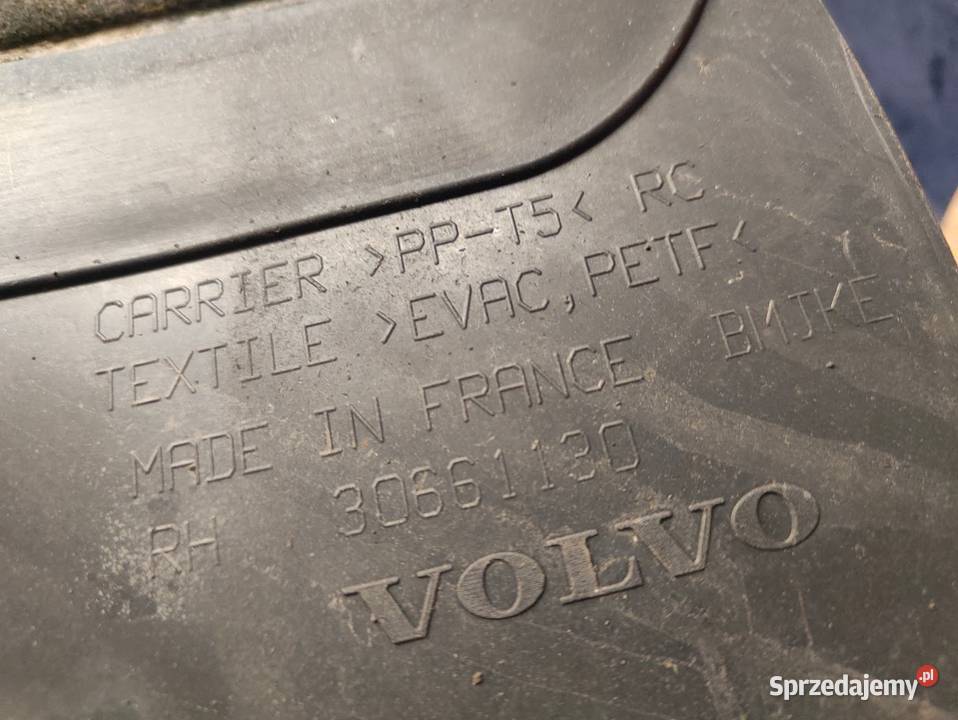 CARRIER >PP-T5< RC
TEXTILE >EVAC,PETF<
MADE IN FRANCE BMJKE
RH 30661130
VOLVO
Sprzedajemy.pl